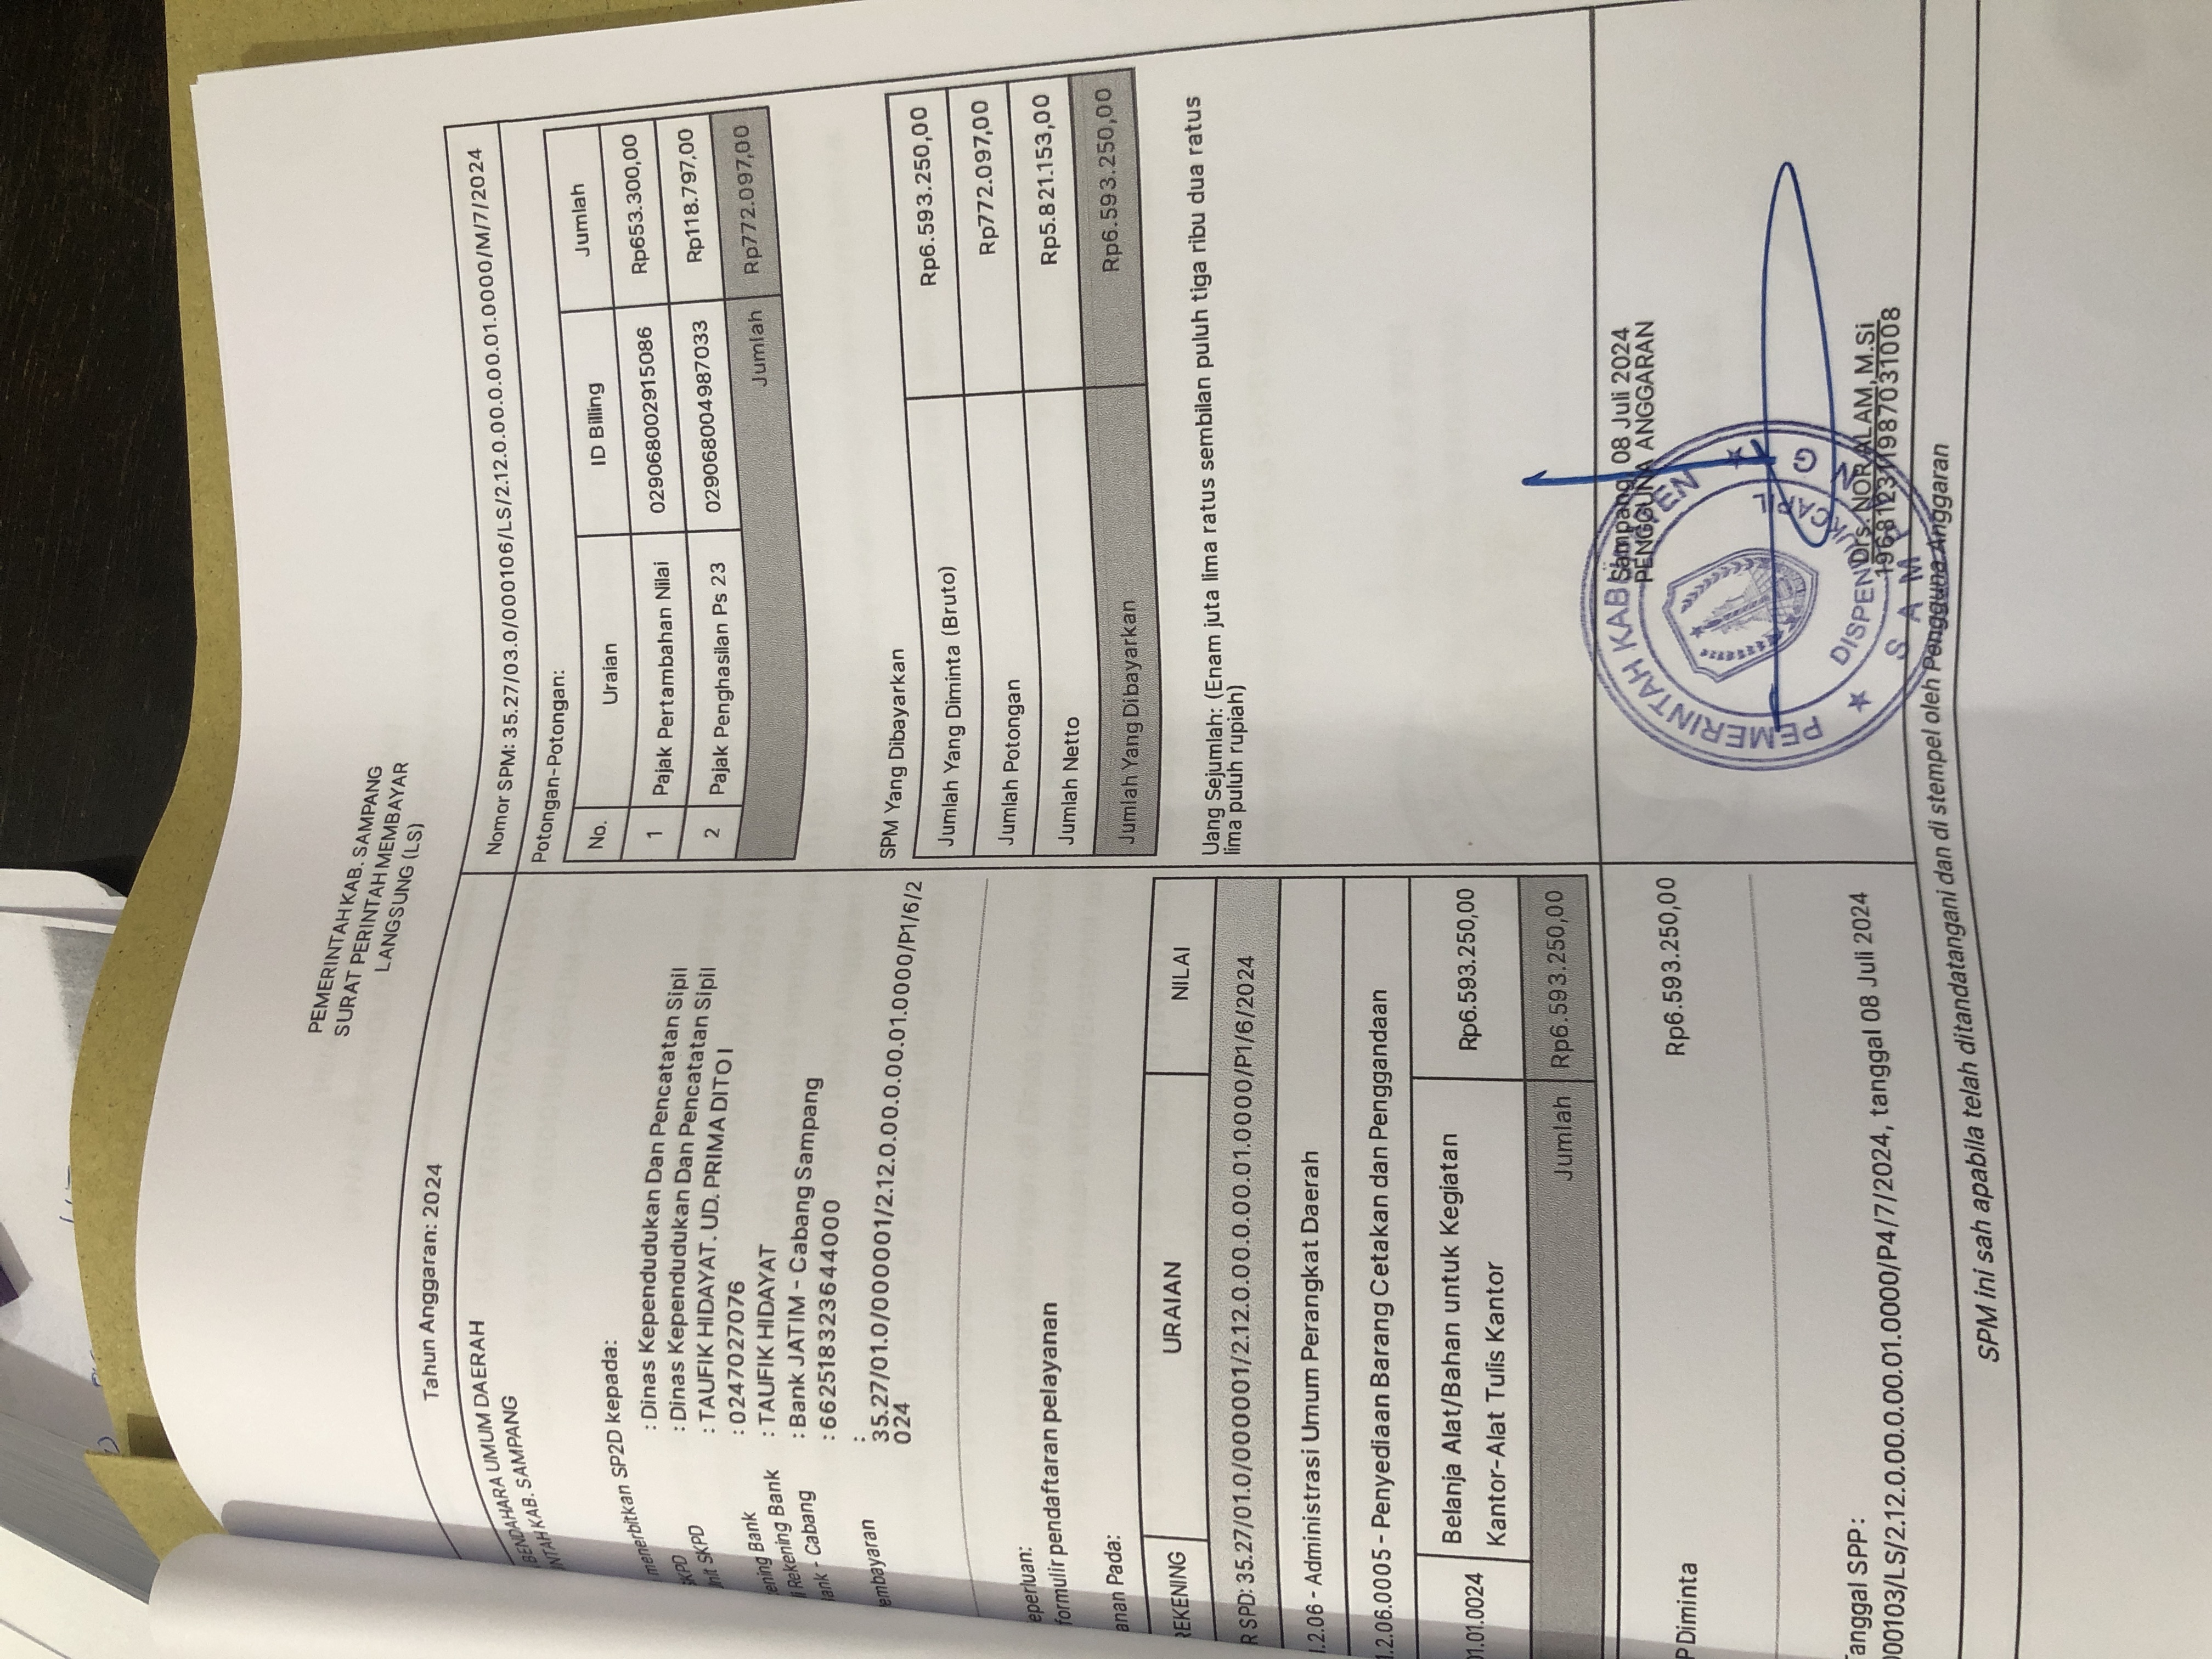 PEMERINTAH KAB. SAMPANG
SURAT PERINTAH MEMBAYAR
LANGSUNG (LS)
Tahun Anggaran: 2024
Nomor SPM: 35.27/03.0/000106/LS/2.12.0.00.0.00.01.0000/M/7/2024
BENDAHARA UMUM DAERAH
NTAH KAB. SAMPANG
menerbitkan SP2D kepada:
SKPD : Dinas Kependudukan Dan Pencatatan Sipil
Unit SKPD : Dinas Kependudukan Dan Pencatatan Sipil
: TAUFIK HIDAYAT. UD. PRIMA DITO I
ening Bank : 0247027076
i Rekening Bank : TAUFIK HIDAYAT
ank - Cabang : Bank JATIM - Cabang Sampang
: 662518323644000
embayaran :
35.27/01.0/000001/2.12.0.00.0.00.01.0000/P1/6/2
024
eperluan:
formulir pendaftaran pelayanan
anan Pada:
REKENING URAIAN NILAI
R SPD: 35.27/01.0/000001/2.12.0.00.0.00.01.0000/P1/6/2024
1.2.06 - Administrasi Umum Perangkat Daerah
1.2.06.0005 - Penyediaan Barang Cetakan dan Penggandaan
01.01.0024 Belanja Alat/Bahan untuk Kegiatan Rp6.593.250,00
Kantor-Alat Tulis Kantor
Jumlah Rp6.593.250,00
P Diminta Rp6.593.250,00
Tanggal SPP :
000103/LS/2.12.0.00.0.00.01.0000/P4/7/2024, tanggal 08 Juli 2024
Potongan-Potongan:
No. Uraian ID Billing Jumlah
1 Pajak Pertambahan Nilai 029068002915086 Rp653.300,00
2 Pajak Penghasilan Ps 23 029068004987033 Rp118.797,00
Jumlah Rp772.097,00
SPM Yang Dibayarkan
Jumlah Yang Diminta (Bruto) Rp6.593.250,00
Jumlah Potongan Rp772.097,00
Jumlah Netto Rp5.821.153,00
Jumlah Yang Dibayarkan Rp6.593.250,00
Uang Sejumlah: (Enam juta lima ratus sembilan puluh tiga ribu dua ratus
lima puluh rupiah)
Sampang, 08 Juli 2024
PENGGUNA ANGGARAN
PEMERINTAH KABUPATEN
SAMPANG
DISPENDUKCAPIL
Drs. NOR ALAM, M.Si
196812311987031008
SPM ini sah apabila telah ditandatangani dan di stempel oleh Pengguna Anggaran